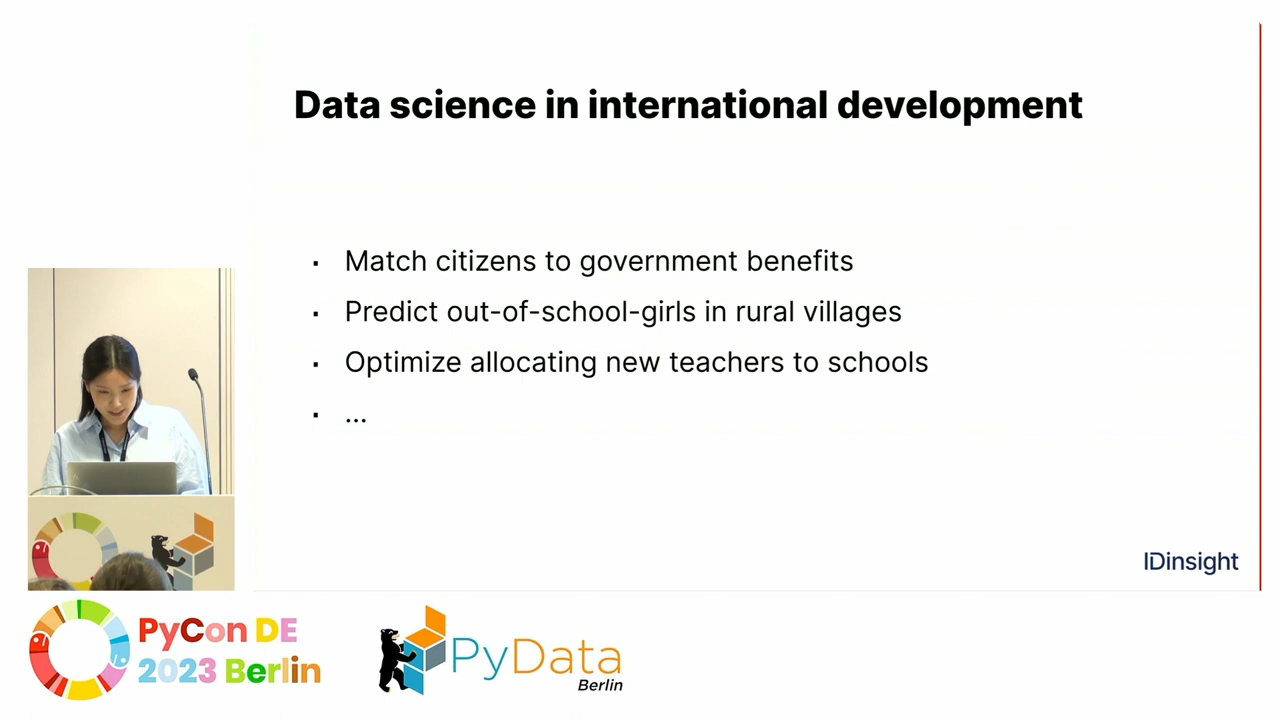 Data science in international development
Match citizens to government benefits
Predict out-of-school-girls in rural villages
Optimize allocating new teachers to schools
...
IDinsight
PyCon DE
2023 Berlin
PyData
Berlin